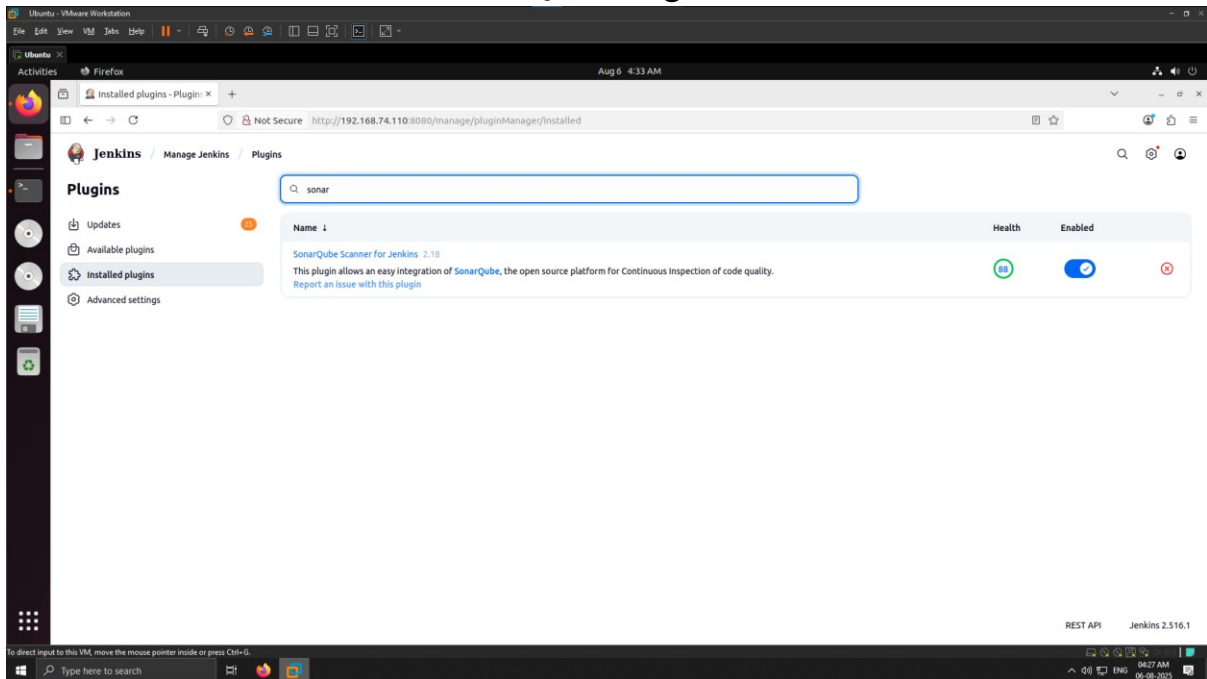 Ubuntu - VMware Workstation
File Edit View VM Tabs Help
Ubuntu ×
Activities Firefox Aug 6 4:33 AM
Installed plugins - Plugin: × +
Not Secure http://192.168.74.110:8080/manage/pluginManager/installed
Jenkins / Manage Jenkins / Plugins
Plugins
sonar
Updates 25
Available plugins
Installed plugins
Advanced settings
Name ↓ Health Enabled
SonarQube Scanner for Jenkins 2.18
This plugin allows an easy integration of SonarQube, the open source platform for Continuous Inspection of code quality.
Report an issue with this plugin
88
REST API Jenkins 2.516.1
To direct input to this VM, move the mouse pointer inside or press Ctrl+G.
Type here to search
ENG
04:27 AM
06-08-2025